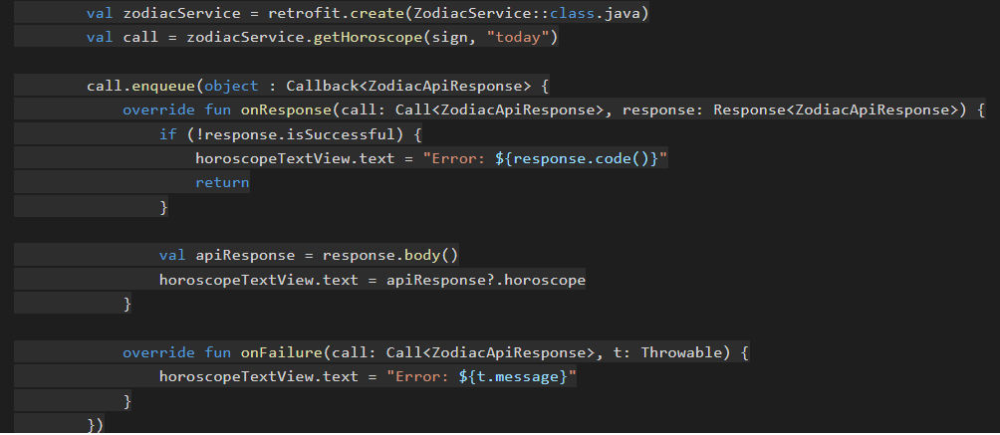 val zodiacService = retrofit.create(ZodiacService::class.java)
val call = zodiacService.getHoroscope(sign, "today")
call.enqueue(object : Callback<ZodiacApiResponse> {
override fun onResponse(call: Call<ZodiacApiResponse>, response: Response<ZodiacApiResponse>) {
if (!response.isSuccessful) {
horoscopeTextView.text = "Error: ${response.code()}"
return
}
val apiResponse = response.body()
horoscopeTextView.text = apiResponse?.horoscope
}
override fun onFailure(call: Call<ZodiacApiResponse>, t: Throwable) {
horoscopeTextView.text = "Error: ${t.message}"
}
})